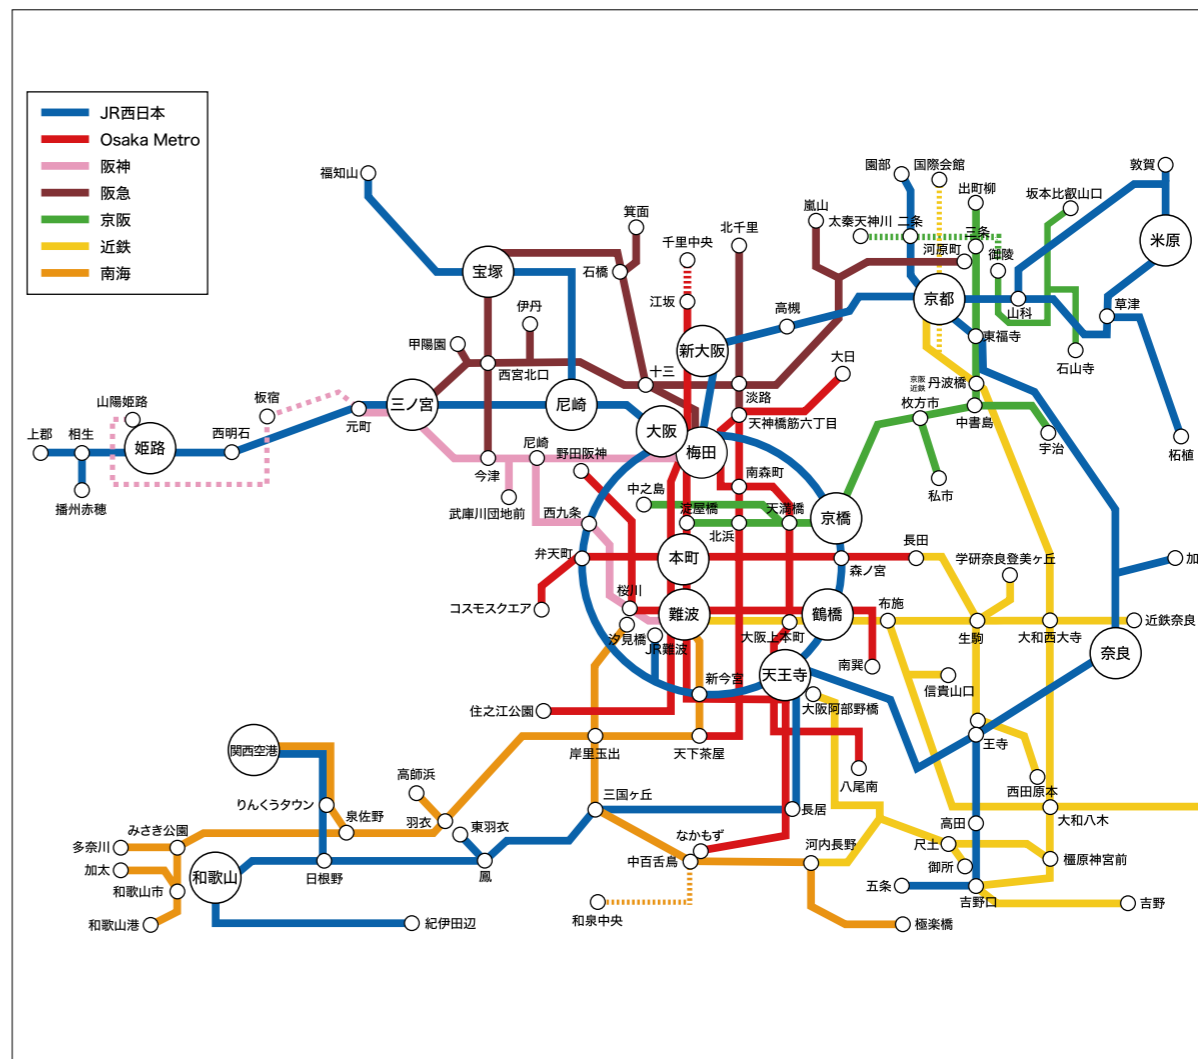 JR西日本
Osaka Metro
阪神
阪急
京阪
近鉄
南海
福知山
園部
国際会館
敦賀
出町柳
坂本比叡山口
箕面
嵐山
太秦天神川
二条
北千里
三条
米原
千里中央
河原町
御陵
宝塚
石橋
京都
江坂
伊丹
高槻
山科
草津
新大阪
東福寺
甲陽園
大日
石山寺
西宮北口
十三
淡路
京阪
近鉄
丹波橋
板宿
三ノ宮
尼崎
枚方市
中書島
山陽姫路
元町
天神橋筋六丁目
大阪
梅田
宇治
上郡
相生
姫路
西明石
尼崎
野田阪神
柘植
今津
南森町
私市
播州赤穂
武庫川団地前
中之島
西九条
淀屋橋
北浜
天満橋
京橋
弁天町
本町
森ノ宮
長田
学研奈良登美ヶ丘
加
コスモスクエア
桜川
難波
鶴橋
布施
汐見橋
JR難波
大阪上本町
生駒
大和西大寺
近鉄奈良
奈良
南巽
天王寺
新今宮
信貴山口
住之江公園
大阪阿部野橋
王寺
関西空港
岸里玉出
天下茶屋
八尾南
西田原本
高師浜
りんくうタウン
三国ヶ丘
長居
大和八木
泉佐野
羽衣
東羽衣
高田
みさき公園
なかもず
河内長野
尺土
多奈川
中百舌鳥
橿原神宮前
加太
和歌山
日根野
鳳
御所
和歌山市
五条
吉野口
吉野
和歌山港
紀伊田辺
和泉中央
極楽橋